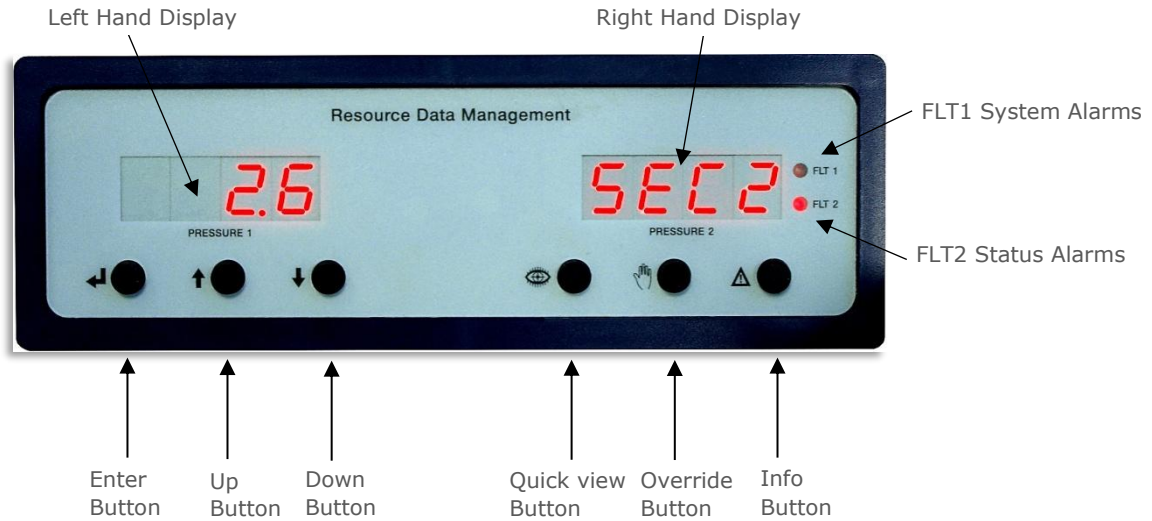 Left Hand Display
Right Hand Display
Resource Data Management
FLT1 System Alarms
2.6
SEC2
FLT 1
FLT 2
PRESSURE 1
PRESSURE 2
FLT2 Status Alarms
Enter
Button
Up
Button
Down
Button
Quick view
Button
Override
Button
Info
Button